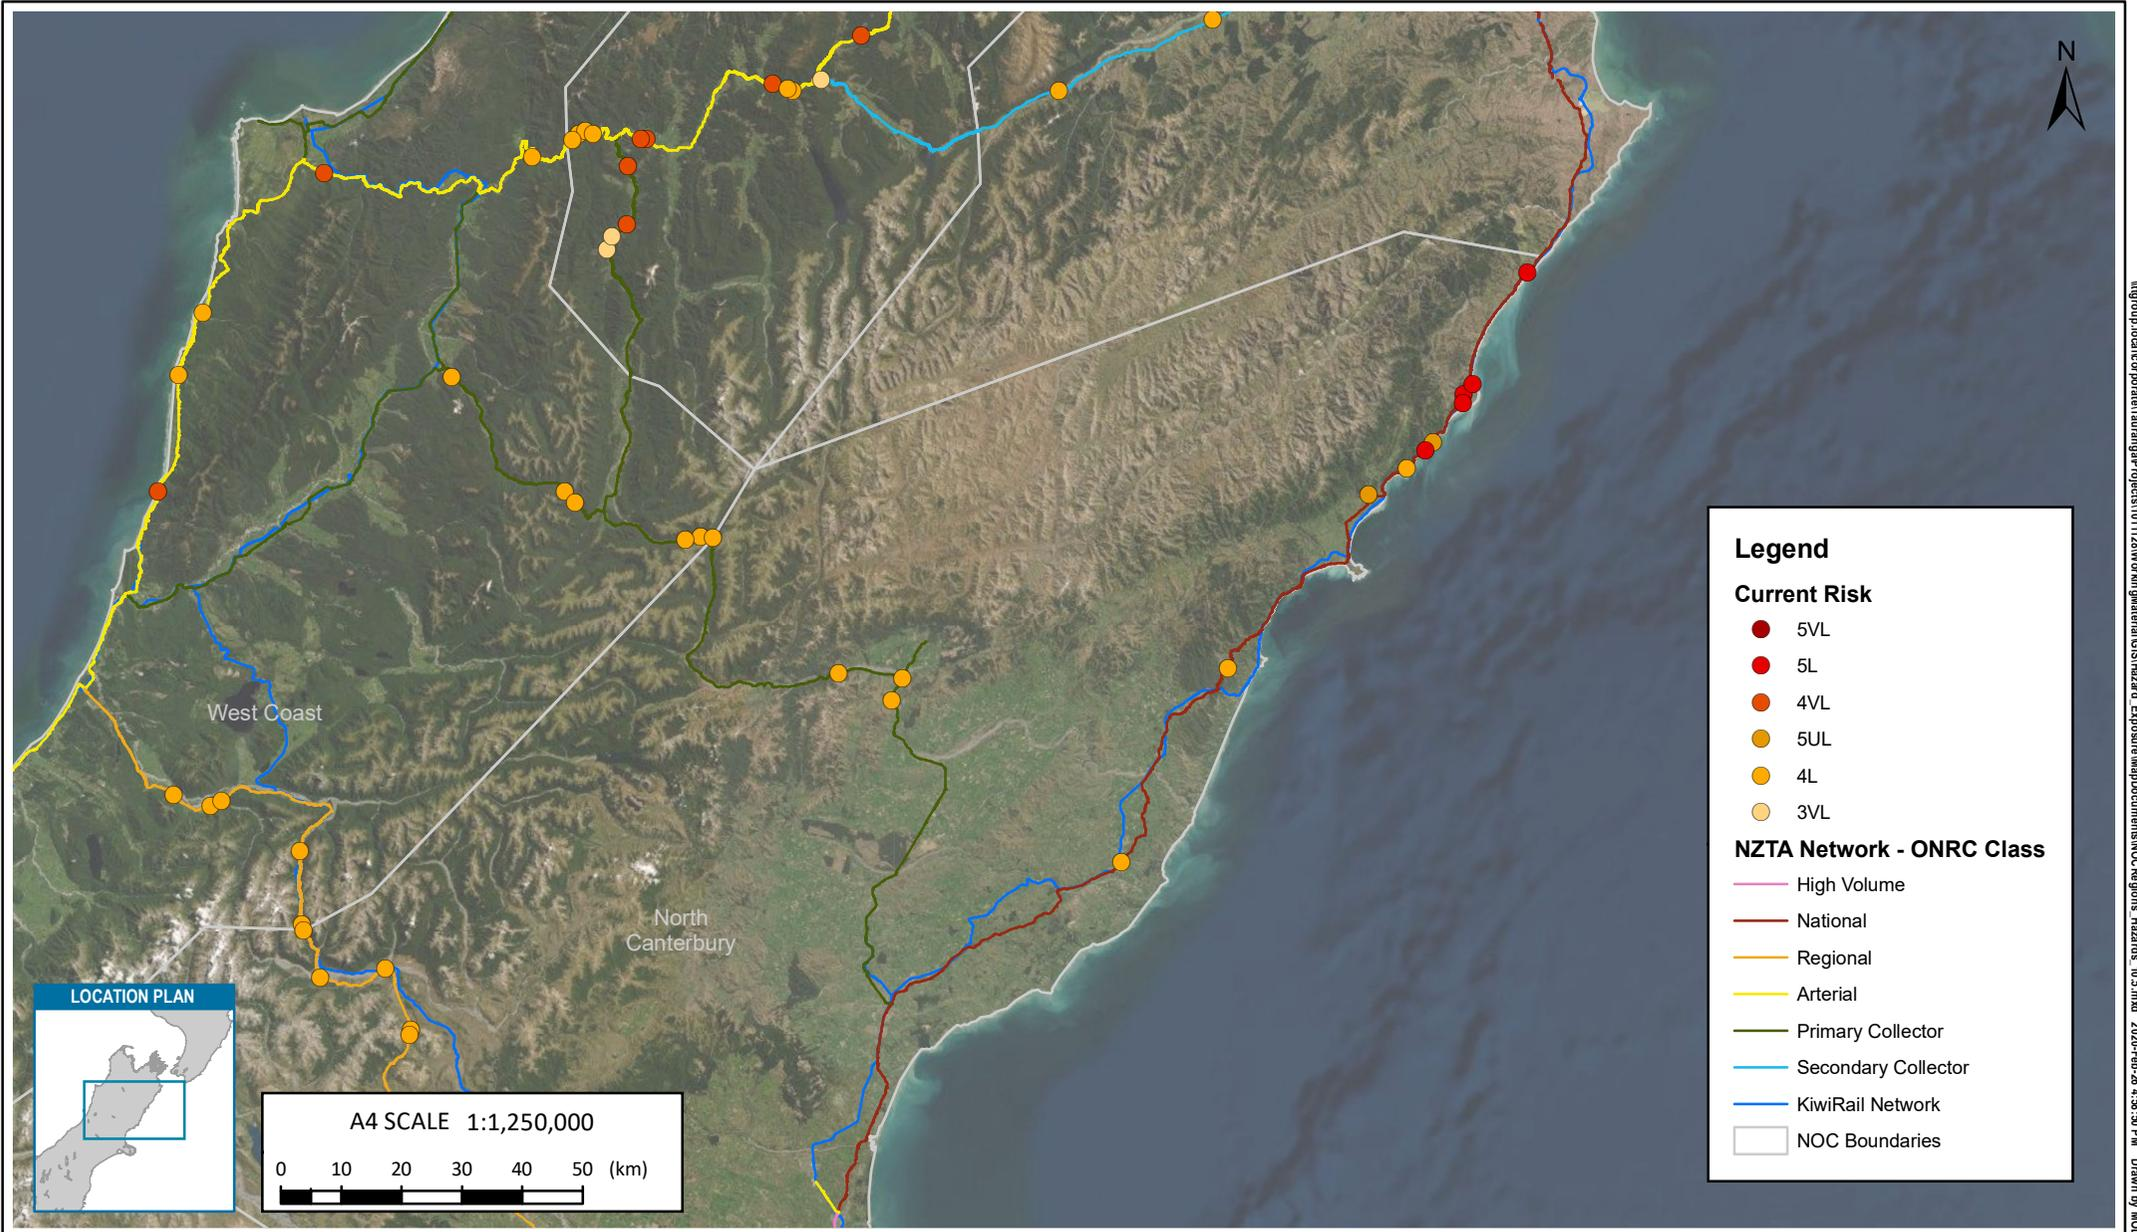 N
West Coast
North
Canterbury
Legend
Current Risk
5VL
5L
4VL
5UL
4L
3VL
NZTA Network - ONRC Class
High Volume
National
Regional
Arterial
Primary Collector
Secondary Collector
KiwiRail Network
NOC Boundaries
LOCATION PLAN
A4 SCALE 1:1,250,000
0 10 20 30 40 50 (km)